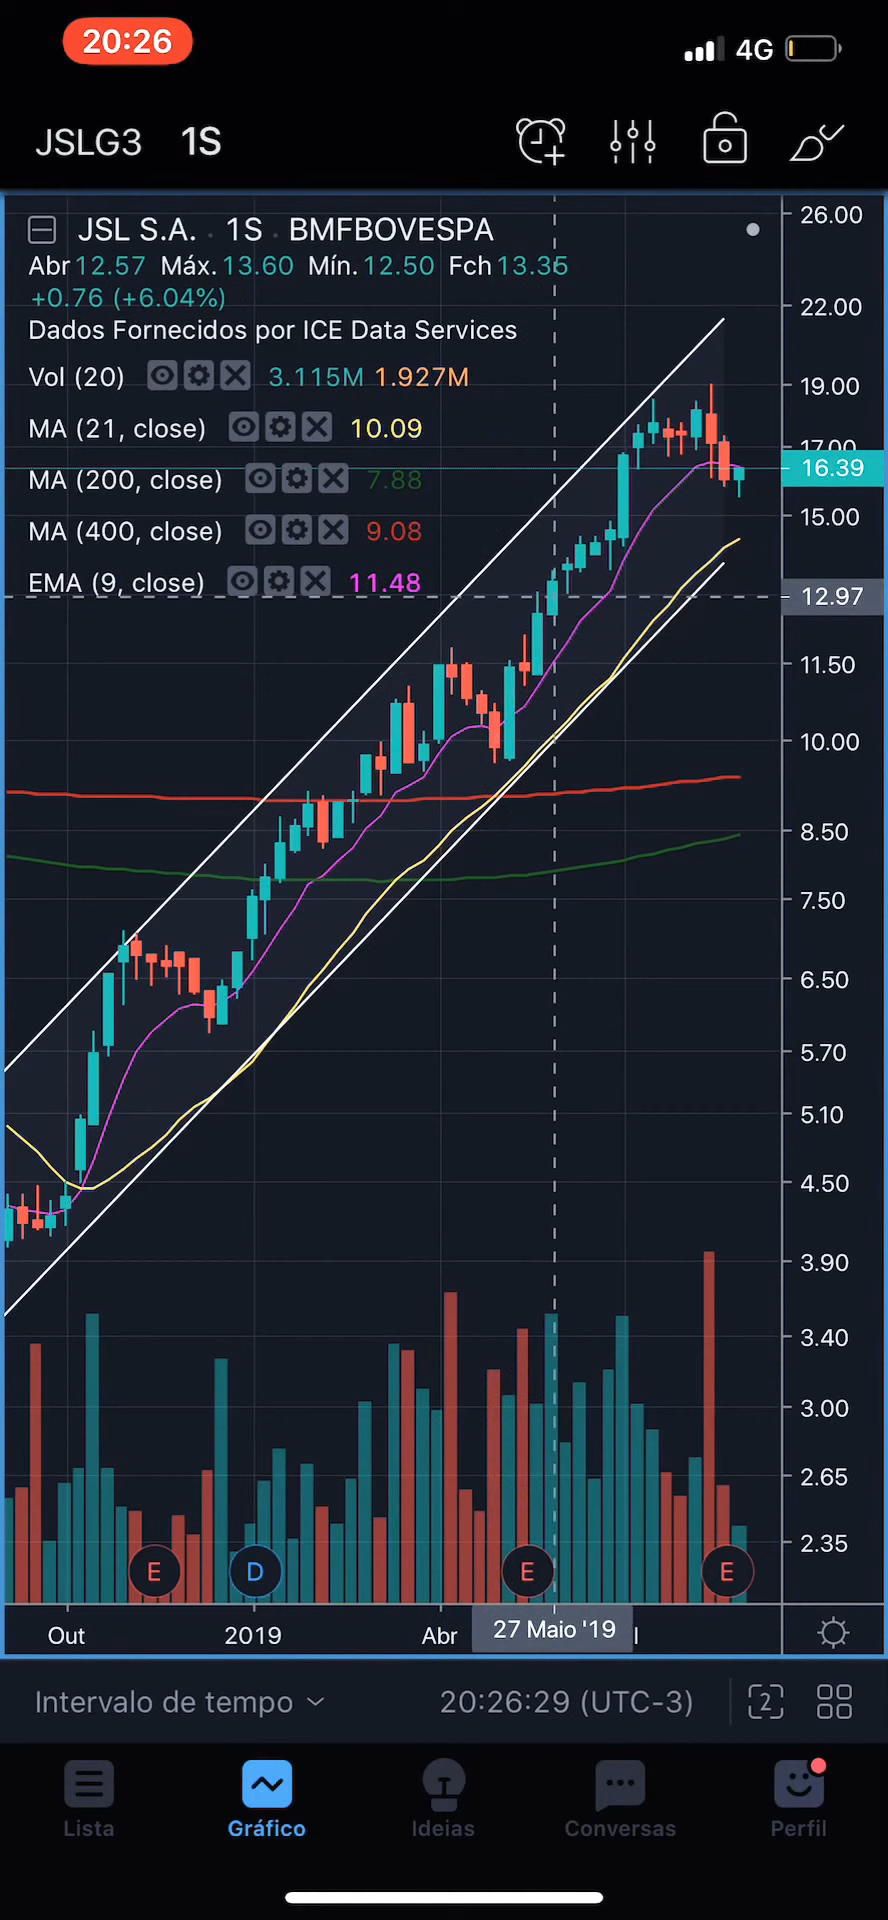 20:26
4G
JSLG3 1S
JSL S.A. · 1S · BMFBOVESPA
Abr 12.57 Máx. 13.60 Mín. 12.50 Fch 13.35
+0.76 (+6.04%)
Dados Fornecidos por ICE Data Services
Vol (20) 3.115M 1.927M
MA (21, close) 10.09
MA (200, close) 7.88
MA (400, close) 9.08
EMA (9, close) 11.48
26.00
22.00
19.00
17.00
16.39
15.00
12.97
11.50
10.00
8.50
7.50
6.50
5.70
5.10
4.50
3.90
3.40
3.00
2.65
2.35
E D E E
Out 2019 Abr 27 Maio '19
Intervalo de tempo 20:26:29 (UTC-3) 2
Lista Gráfico Ideias Conversas Perfil